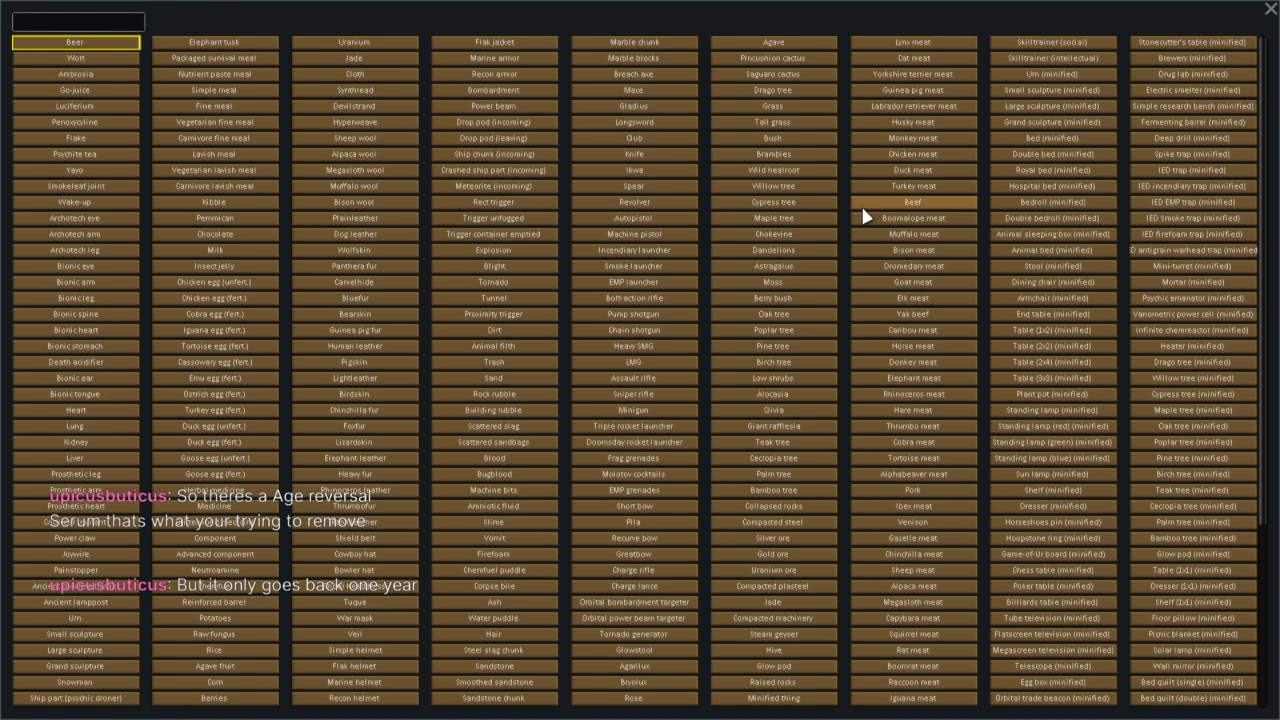 Beer
Wort
Ambrosia
Go-juice
Luciferium
Penoxycyline
Flake
Psychite tea
Yayo
Smokeleaf joint
Wake-up
Archotech eye
Archotech arm
Archotech leg
Bionic eye
Bionic arm
Bionic leg
Bionic spine
Bionic heart
Bionic stomach
Death acidifier
Bionic ear
Bionic tongue
Heart
Lung
Kidney
Liver
Prosthetic leg
Prosthetic arm
Prosthetic heart
Power claw
Joywire
Painstopper
Ancient lamppost
Urn
Small sculpture
Large sculpture
Grand sculpture
Snowman
Ship part (psychic droner)
Elephant tusk
Packaged survival meal
Nutrient paste meal
Simple meal
Fine meal
Vegetarian fine meal
Carnivore fine meal
Lavish meal
Vegetarian lavish meal
Carnivore lavish meal
Kibble
Pemmican
Chocolate
Milk
Insect jelly
Chicken egg (unfert.)
Chicken egg (fert.)
Cobra egg (fert.)
Iguana egg (fert.)
Tortoise egg (fert.)
Cassowary egg (fert.)
Emu egg (fert.)
Ostrich egg (fert.)
Turkey egg (fert.)
Duck egg (unfert.)
Duck egg (fert.)
Goose egg (unfert.)
Goose egg (fert.)
Herbal medicine
Medicine
Component
Advanced component
Neutroamine
Reinforced barrel
Potatoes
Raw fungus
Rice
Agave fruit
Corn
Berries
Uranium
Jade
Cloth
Synthread
Devilstrand
Hyperweave
Sheep wool
Alpaca wool
Megasloth wool
Muffalo wool
Bison wool
Plainleather
Dog leather
Wolfskin
Panthera fur
Camelhide
Bluefur
Bearskin
Guinea pig fur
Human leather
Pigskin
Lightleather
Birdskin
Chinchilla fur
Foxfur
Lizardskin
Elephant leather
Heavy fur
Rhinoceros leather
Thrumbofur
Shield belt
Cowboy hat
Bowler hat
Tuque
War mask
Veil
Simple helmet
Flak helmet
Marine helmet
Recon helmet
Flak jacket
Marine armor
Recon armor
Bombardment
Power beam
Drop pod (incoming)
Drop pod (leaving)
Ship chunk (incoming)
Crashed ship part (incoming)
Meteorite (incoming)
Rect trigger
Trigger unfogged
Trigger container emptied
Explosion
Blight
Tornado
Tunnel
Proximity trigger
Dirt
Animal filth
Trash
Sand
Rock rubble
Building rubble
Scattered slag
Scattered sandbags
Blood
Bugblood
Machine bits
Amniotic fluid
Slime
Vomit
Firefoam
Chemfuel puddle
Corpse bile
Ash
Water puddle
Hair
Steel slag chunk
Sandstone
Smoothed sandstone
Sandstone chunk
Marble chunk
Marble blocks
Breach axe
Mace
Gladius
Longsword
Club
Knife
Ikwa
Spear
Revolver
Autopistol
Machine pistol
Incendiary launcher
Smoke launcher
EMP launcher
Bolt-action rifle
Pump shotgun
Chain shotgun
Heavy SMG
LMG
Assault rifle
Sniper rifle
Minigun
Triple rocket launcher
Doomsday rocket launcher
Frag grenades
Molotov cocktails
EMP grenades
Short bow
Pila
Recurve bow
Greatbow
Charge rifle
Charge lance
Orbital bombardment targeter
Orbital power beam targeter
Tornado generator
Glowstool
Agarilux
Bryolux
Rose
Agave
Pincushion cactus
Saguaro cactus
Drago tree
Grass
Tall grass
Bush
Brambles
Wild healroot
Willow tree
Cypress tree
Maple tree
Chokevine
Dandelions
Astragalus
Moss
Berry bush
Oak tree
Poplar tree
Pine tree
Birch tree
Low shrubs
Alocasia
Clivia
Giant rafflesia
Teak tree
Cecropia tree
Palm tree
Bamboo tree
Collapsed rocks
Compacted steel
Silver ore
Gold ore
Uranium ore
Compacted plasteel
Jade
Compacted machinery
Steam geyser
Hive
Glow pod
Raised rocks
Minified thing
Lynx meat
Cat meat
Yorkshire terrier meat
Guinea pig meat
Labrador retriever meat
Husky meat
Monkey meat
Chicken meat
Duck meat
Turkey meat
Beef
Boomalope meat
Muffalo meat
Bison meat
Dromedary meat
Goat meat
Elk meat
Yak beef
Caribou meat
Horse meat
Donkey meat
Elephant meat
Rhinoceros meat
Hare meat
Thrumbo meat
Cobra meat
Tortoise meat
Alphabeaver meat
Pork
Ibex meat
Venison
Gazelle meat
Chinchilla meat
Sheep meat
Alpaca meat
Megasloth meat
Capybara meat
Squirrel meat
Rat meat
Boomrat meat
Raccoon meat
Iguana meat
Skilltrainer (social)
Skilltrainer (intellectual)
Urn (minified)
Small sculpture (minified)
Large sculpture (minified)
Grand sculpture (minified)
Bed (minified)
Double bed (minified)
Royal bed (minified)
Hospital bed (minified)
Bedroll (minified)
Double bedroll (minified)
Animal sleeping box (minified)
Animal bed (minified)
Stool (minified)
Dining chair (minified)
Armchair (minified)
End table (minified)
Table (1x2) (minified)
Table (2x2) (minified)
Table (2x4) (minified)
Table (3x3) (minified)
Plant pot (minified)
Standing lamp (minified)
Standing lamp (red) (minified)
Standing lamp (green) (minified)
Standing lamp (blue) (minified)
Sun lamp (minified)
Shelf (minified)
Dresser (minified)
Horseshoes pin (minified)
Hoopstone ring (minified)
Game-of-Ur board (minified)
Chess table (minified)
Poker table (minified)
Billiards table (minified)
Tube television (minified)
Flatscreen television (minified)
Megascreen television (minified)
Telescope (minified)
Egg box (minified)
Orbital trade beacon (minified)
Stonecutter's table (minified)
Brewery (minified)
Drug lab (minified)
Electric smelter (minified)
Simple research bench (minified)
Fermenting barrel (minified)
Deep drill (minified)
Spike trap (minified)
IED trap (minified)
IED incendiary trap (minified)
IED EMP trap (minified)
IED Smoke trap (minified)
IED firefoam trap (minified)
D antigrain warhead trap (minified)
Mini-turret (minified)
Mortar (minified)
Psychic emanator (minified)
Vanometric power cell (minified)
Infinite chemreactor (minified)
Heater (minified)
Drago tree (minified)
Willow tree (minified)
Cypress tree (minified)
Maple tree (minified)
Oak tree (minified)
Poplar tree (minified)
Pine tree (minified)
Birch tree (minified)
Teak tree (minified)
Cecropia tree (minified)
Palm tree (minified)
Bamboo tree (minified)
Glow pod (minified)
Table (1x1) (minified)
Dresser (1x1) (minified)
Shelf (1x1) (minified)
Floor pillow (minified)
Picnic blanket (minified)
Solar lamp (minified)
Wall mirror (minified)
Bed quilt (single) (minified)
Bed quilt (double) (minified)
upicusbuticus: So theres a Age reversal
Serum thats what your trying to remove
upicusbuticus: But it only goes back one year